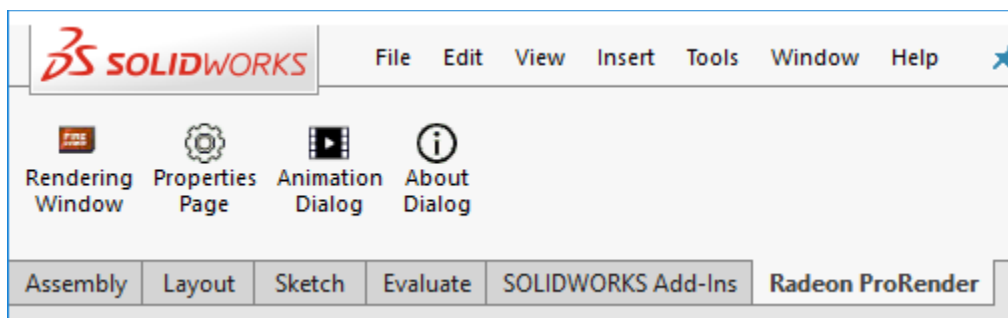 SOLIDWORKS File Edit View Insert Tools Window Help
Rendering Window
Properties Page
Animation Dialog
About Dialog
Assembly Layout Sketch Evaluate SOLIDWORKS Add-Ins Radeon ProRender